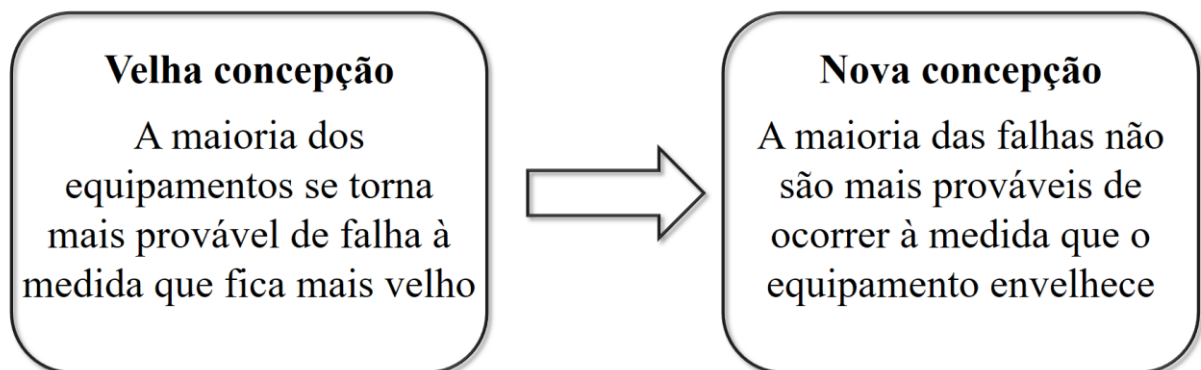 Velha concepção
A maioria dos
equipamentos se torna
mais provável de falha à
medida que fica mais velho
Nova concepção
A maioria das falhas não
são mais prováveis de
ocorrer à medida que o
equipamento envelhece